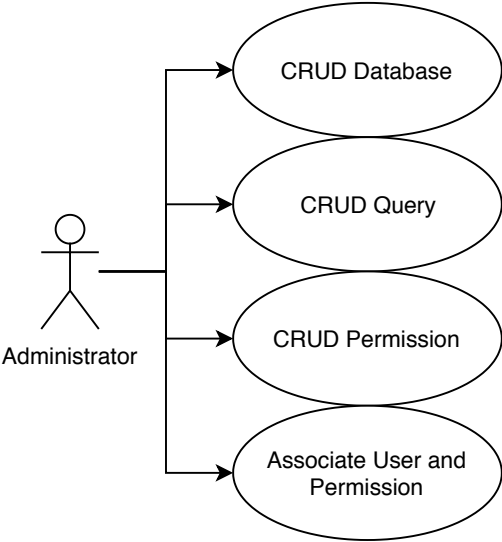 CRUD Database
CRUD Query
CRUD Permission
Administrator
Associate User and
Permission